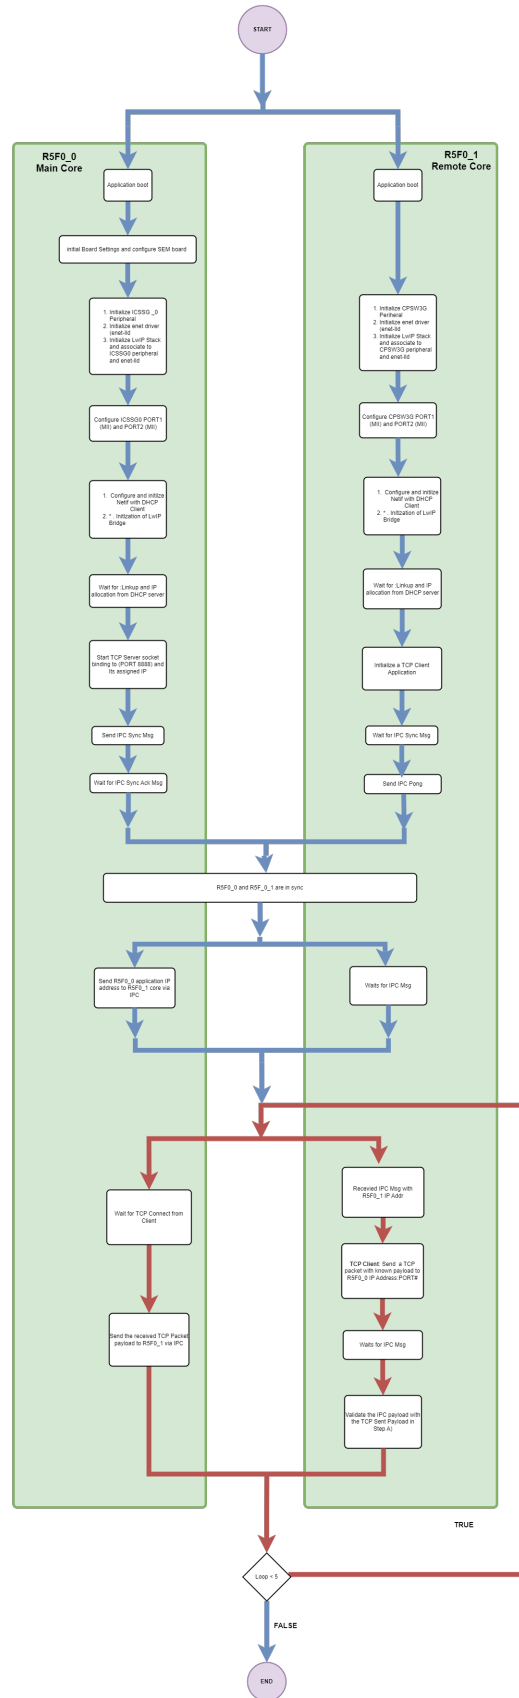 START
R5F0_0
Main Core
Application boot
initial Board Settings and configure SEM board
1. Initialize ICSSG _0
Peripheral
2. Initialize enet driver
(enet-lld
3. Initialize LwIP Stack
and associate to
ICSSG0 peripheral
and enet-lld
Configure ICSSG0 PORT1
(MII) and PORT2 (MII)
1. Configure and initlize
Netif with DHCP
Client
2. * . Initization of LwIP
Bridge
Wait for :Linkup and IP
allocation from DHCP server
Start TCP Server socket
binding to (PORT 8888) and
its assigned IP
Send IPC Sync Msg
Wait for IPC Sync Ack Msg
R5F0_1
Remote Core
Application boot
1. Initialize CPSW3G
Periheral
2. Initialize enet driver
(enet-lld
3. Initialize LwIP Stack
and associate to
CPSW3G peripheral
and enet-lld
Configure CPSW3G PORT1
(MII) and PORT2 (MII)
1. Configure and initlize
Netif with DHCP
Client
2. * . Initization of LwIP
Bridge
Wait for :Linkup and IP
allocation from DHCP server
Initialize a TCP Client
Application
Wait for IPC Sync Msg
Send IPC Pong
R5F0_0 and R5F_0_1 are in sync
Send R5F0_0 application IP
address to R5F0_1 core via
IPC
Waits for IPC Msg
Wait for TCP Connect from
Client
Send the received TCP Packet
payload to R5F0_1 via IPC
Recevied IPC Msg with
R5F0_1 IP Addr
TCP Client: Send a TCP
packet with known payload to
R5F0_0 IP Address:PORT#
Waits for IPC Msg
Validate the IPC payload with
the TCP Sent Payload in
Step A)
TRUE
Loop < 5
FALSE
END